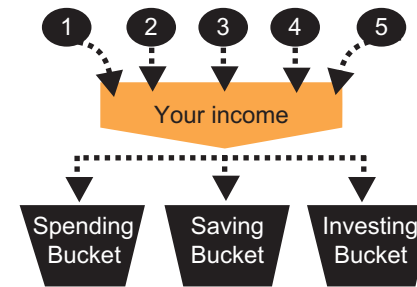 1 2 3 4 5
Your income
Spending Saving Investing
Bucket Bucket Bucket